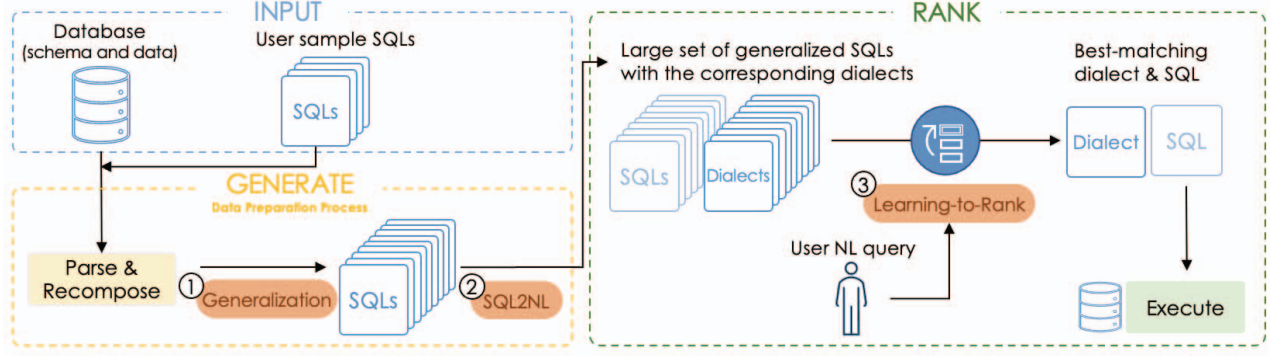 INPUT
Database
(schema and data)
User sample SQLs
SQLs
GENERATE
Data Preparation Process
Parse &
Recompose
1
Generalization
SQLs
2
SQL2NL
RANK
Large set of generalized SQLs
with the corresponding dialects
SQLs
Dialects
3
Learning-to-Rank
User NL query
Best-matching
dialect & SQL
Dialect
SQL
Execute